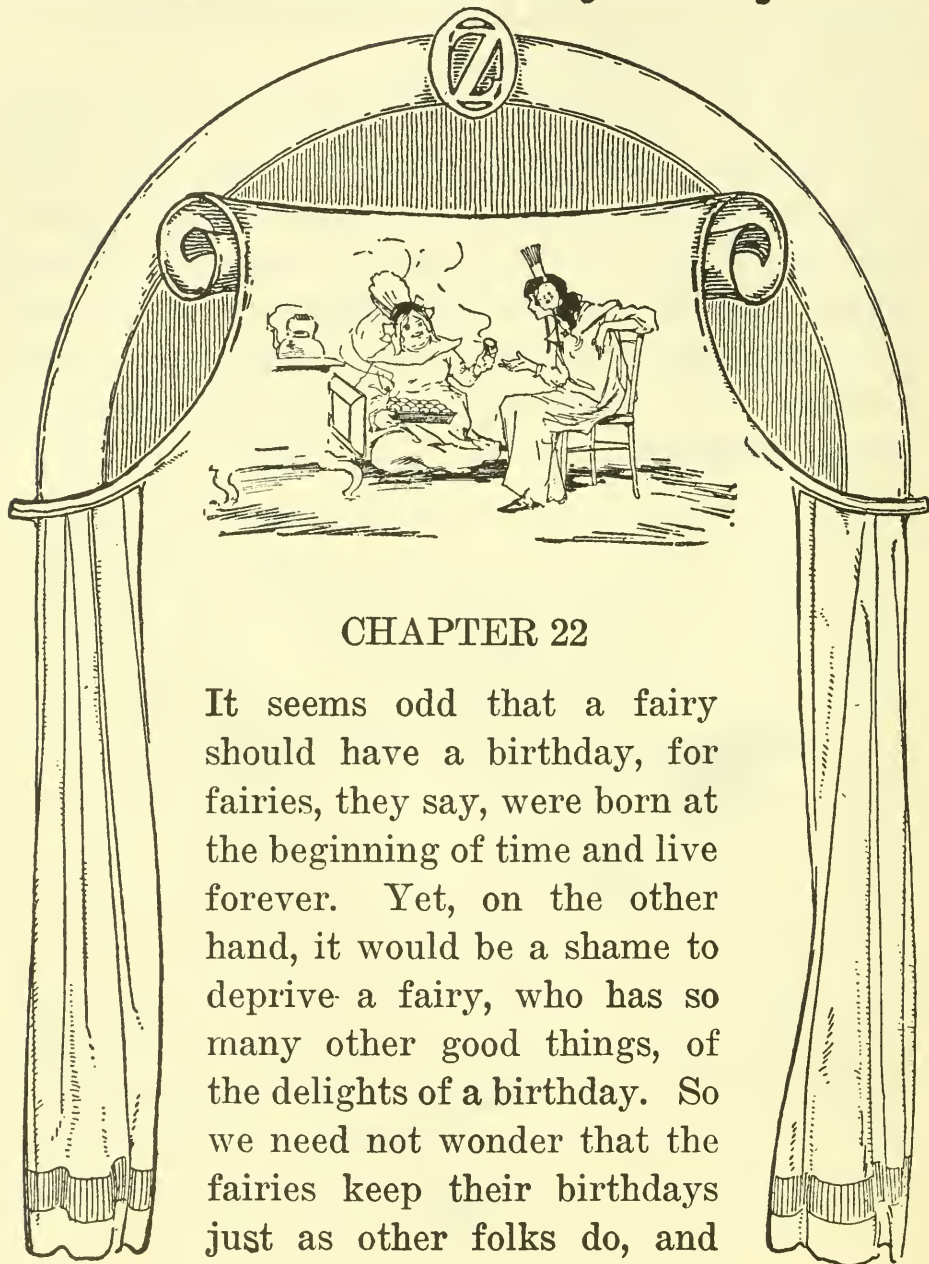 OZ
CHAPTER 22
It seems odd that a fairy
should have a birthday, for
fairies, they say, were born at
the beginning of time and live
forever. Yet, on the other
hand, it would be a shame to
deprive a fairy, who has so
many other good things, of
the delights of a birthday. So
we need not wonder that the
fairies keep their birthdays
just as other folks do, and